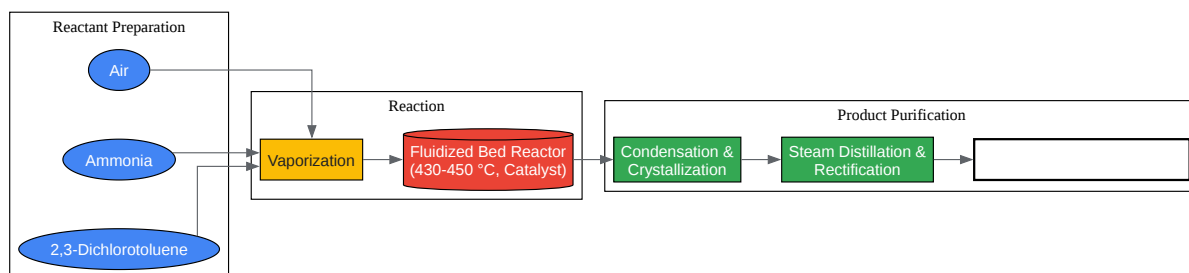 Reactant Preparation
Air
Ammonia
2,3-Dichlorotoluene
Reaction
Vaporization
Fluidized Bed Reactor
(430-450 °C, Catalyst)
Product Purification
Condensation &
Crystallization
Steam Distillation &
Rectification